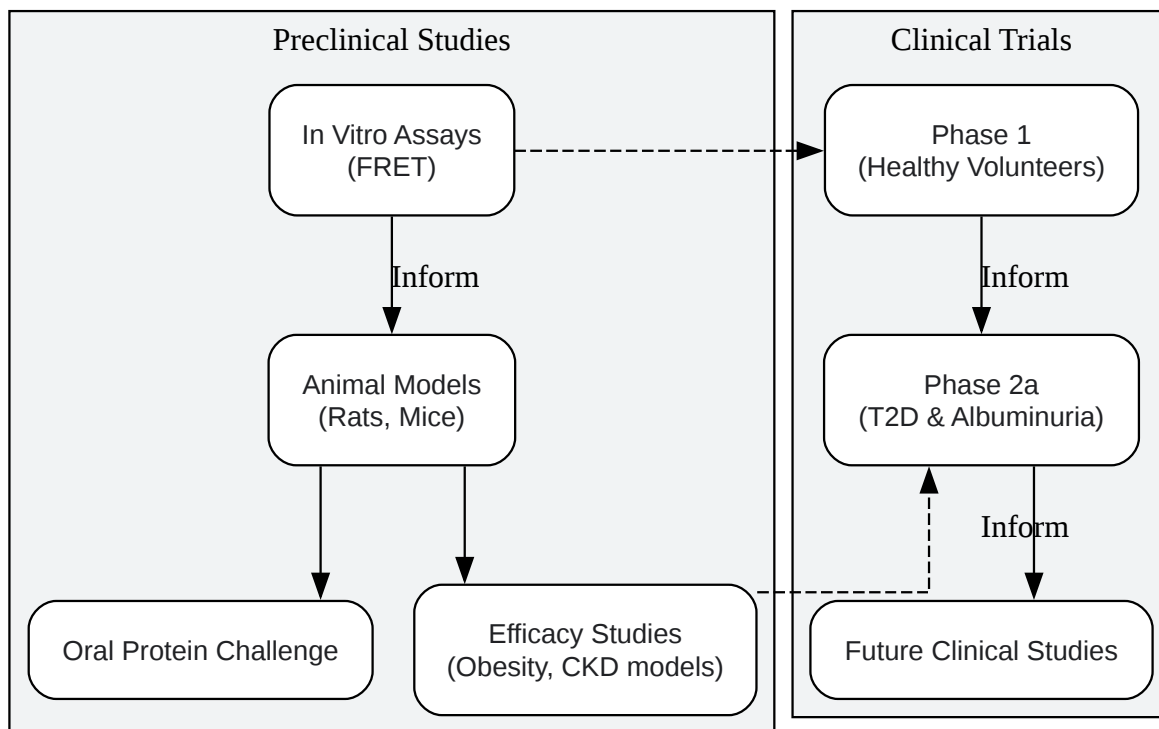 Preclinical Studies
In Vitro Assays
(FRET)
Inform
Animal Models
(Rats, Mice)
Oral Protein Challenge
Efficacy Studies
(Obesity, CKD models)
Clinical Trials
Phase 1
(Healthy Volunteers)
Inform
Phase 2a
(T2D & Albuminuria)
Inform
Future Clinical Studies